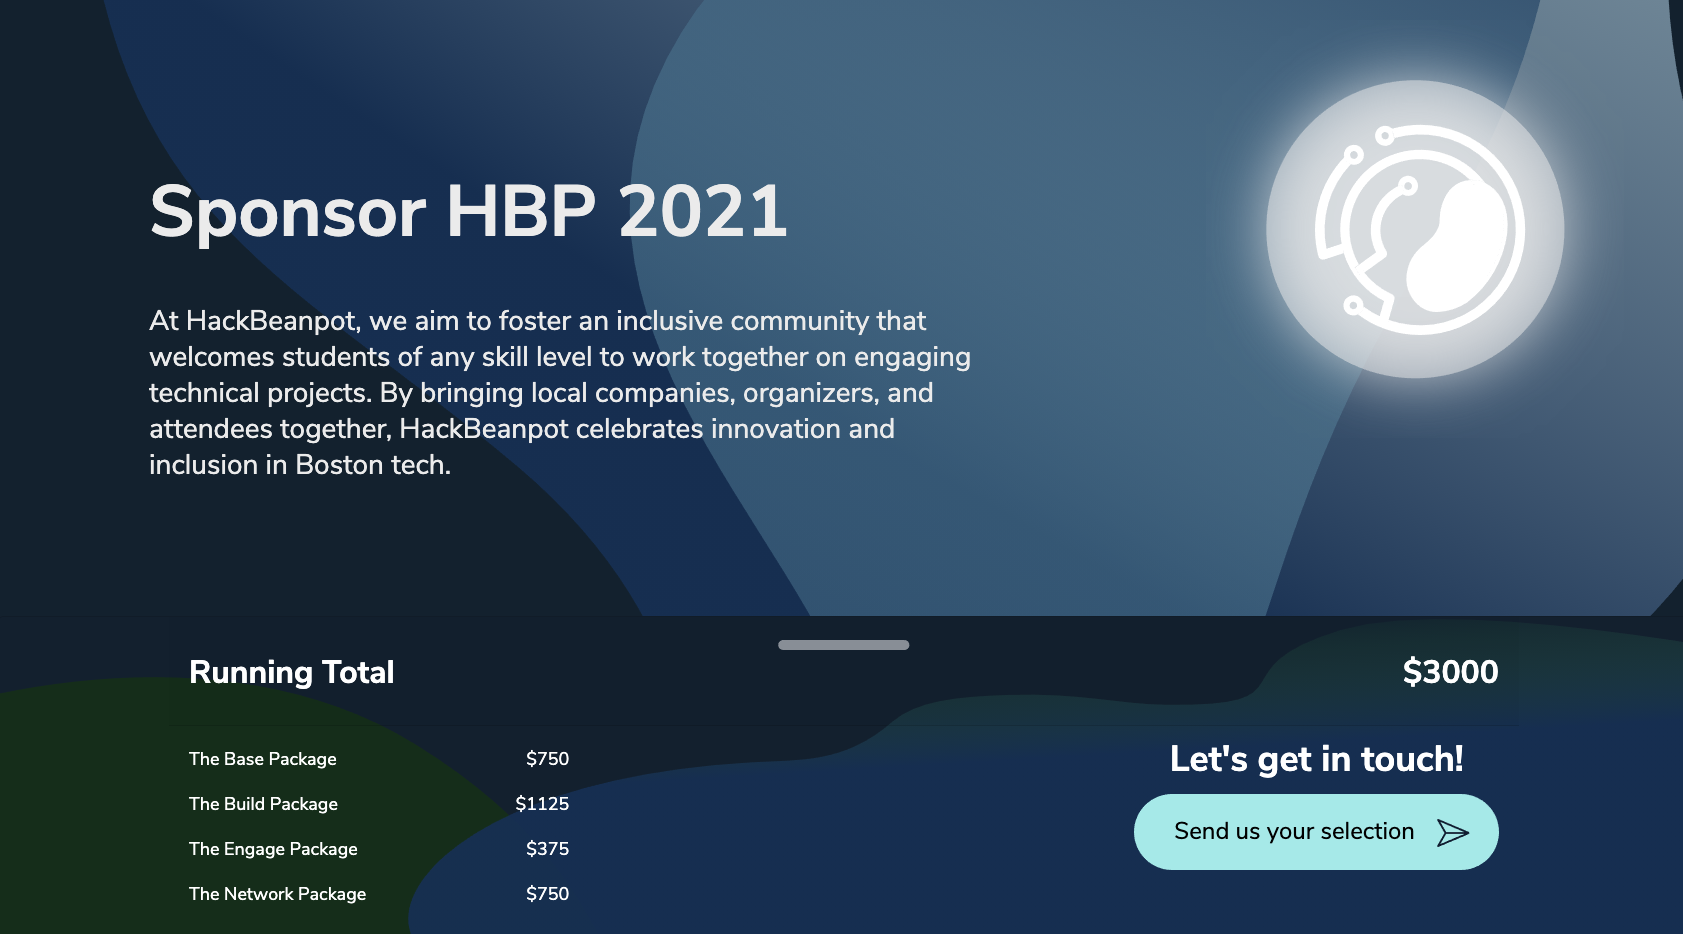 Sponsor HBP 2021
At HackBeanpot, we aim to foster an inclusive community that
welcomes students of any skill level to work together on engaging
technical projects. By bringing local companies, organizers, and
attendees together, HackBeanpot celebrates innovation and
inclusion in Boston tech.
Running Total $3000
The Base Package $750
The Build Package $1125
The Engage Package $375
The Network Package $750
Let's get in touch!
Send us your selection